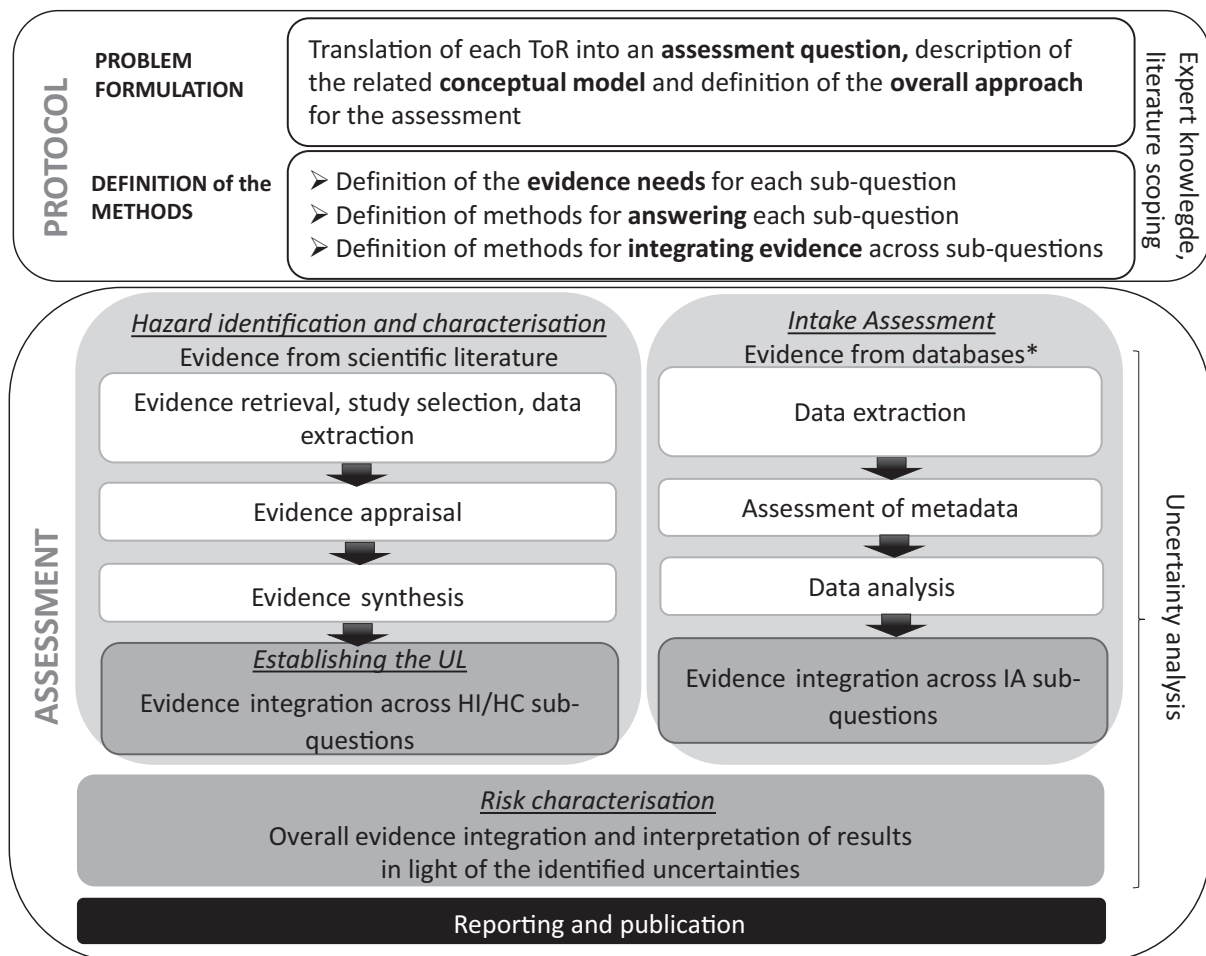 PROTOCOL
PROBLEM
FORMULATION
Translation of each ToR into an assessment question, description of
the related conceptual model and definition of the overall approach
for the assessment
DEFINITION of the
METHODS
➢ Definition of the evidence needs for each sub-question
➢ Definition of methods for answering each sub-question
➢ Definition of methods for integrating evidence across sub-questions
Expert knowlegde,
literature scoping
ASSESSMENT
Hazard identification and characterisation
Evidence from scientific literature
Evidence retrieval, study selection, data
extraction
Evidence appraisal
Evidence synthesis
Establishing the UL
Evidence integration across HI/HC sub-
questions
Intake Assessment
Evidence from databases*
Data extraction
Assessment of metadata
Data analysis
Evidence integration across IA sub-
questions
Uncertainty analysis
Risk characterisation
Overall evidence integration and interpretation of results
in light of the identified uncertainties
Reporting and publication